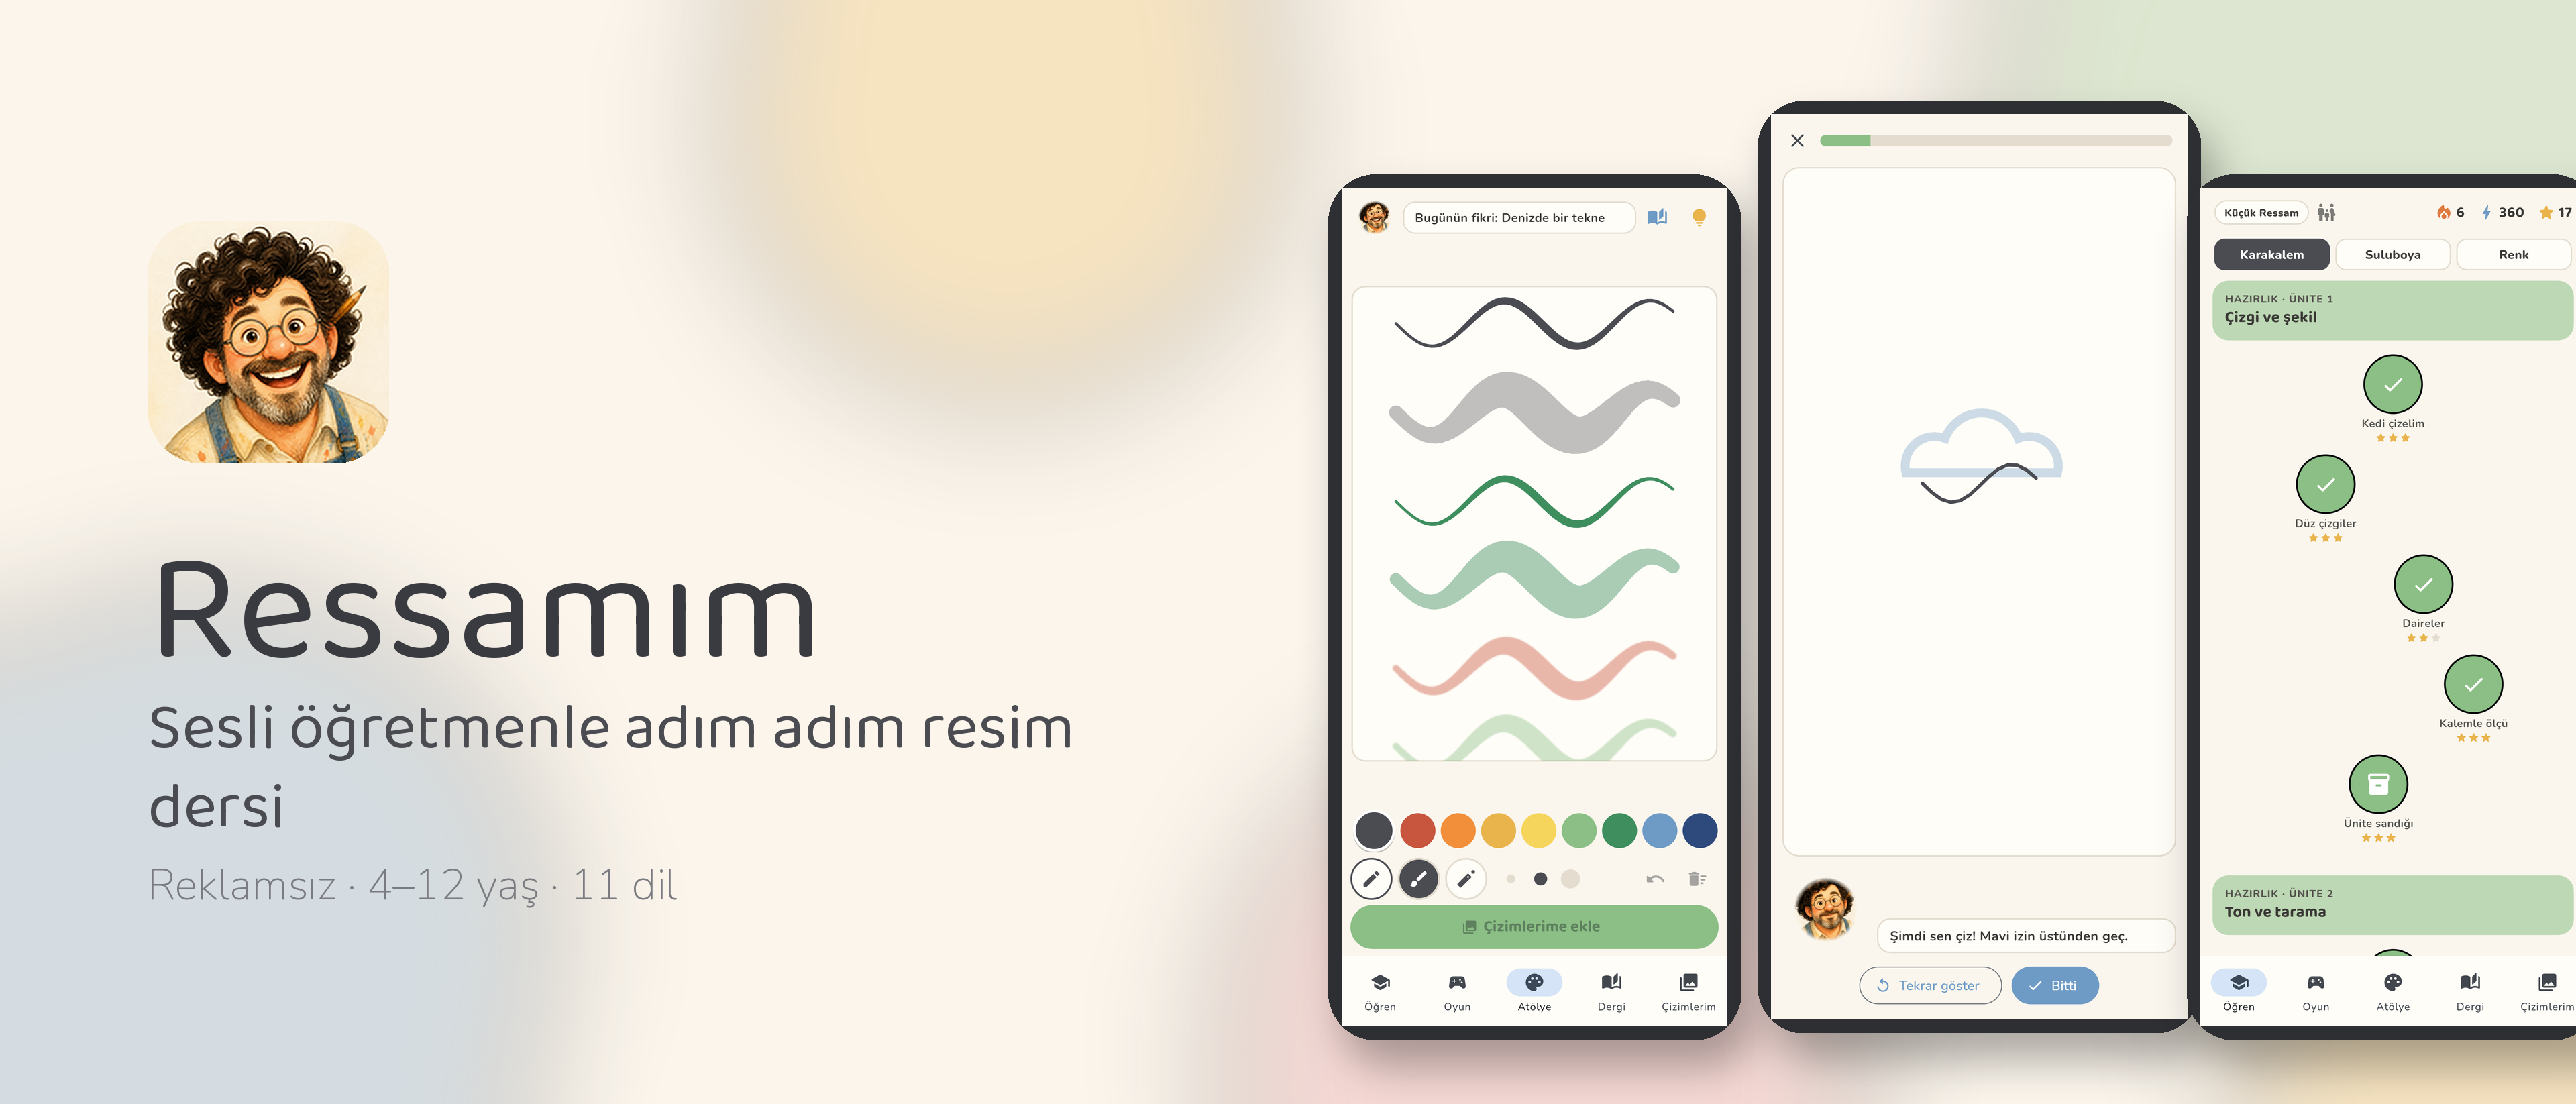 Ressamım
Sesli öğretmenle adım adım resim
dersi
Reklamsız · 4–12 yaş · 11 dil
Bugünün fikri: Denizde bir tekne
Çizimlerime ekle
Öğren
Oyun
Atölye
Dergi
Çizimlerim
Şimdi sen çiz! Mavi izin üstünden geç.
Tekrar göster
Bitti
Küçük Ressam
6
360
17
Karakalem
Suluboya
Renk
HAZIRLIK · ÜNITE 1
Çizgi ve şekil
Kedi çizelim
Düz çizgiler
Daireler
Kalemle ölçü
Ünite sandığı
HAZIRLIK · ÜNITE 2
Ton ve tarama
Öğren
Oyun
Atölye
Dergi
Çizimlerim